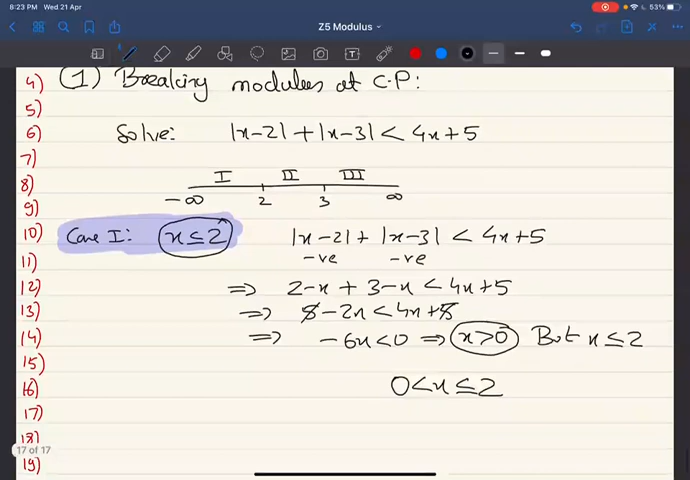 8:23 PM Wed 21 Apr
53%
Z5 Modulus
4) (1) Breaking modulus at C.P:
5)
6) Solve: |x-2| + |x-3| < 4x+5
7)
I II III
8)
-∞ 2 3 ∞
9)
10) Case I: x≤2 |x-2| + |x-3| < 4x+5
11) -ve -ve
12) ⇒ 2-x + 3-x < 4x+5
13) ⇒ 5-2x < 4x+5
14) ⇒ -6x<0 ⇒ x>0 But x≤2
15)
16) 0<x≤2
17)
18)
17 of 17
19)